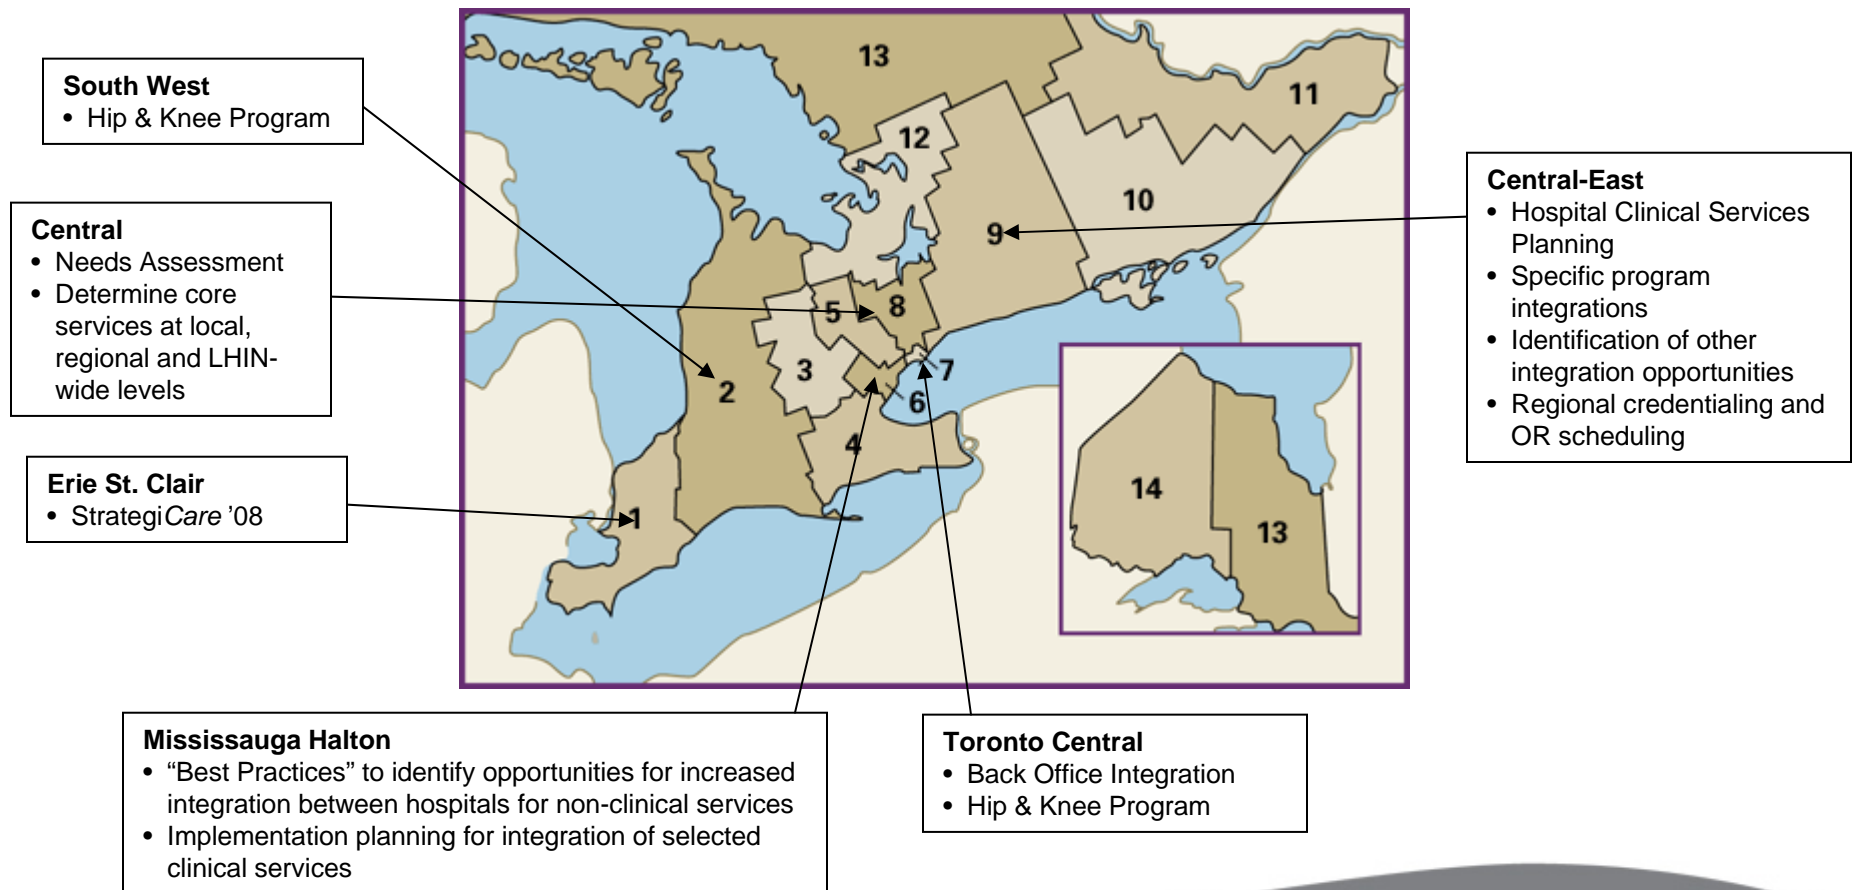 South West
• Hip & Knee Program
Central
• Needs Assessment
• Determine core
services at local,
regional and LHIN-
wide levels
Erie St. Clair
• StrategiCare ’08
Mississauga Halton
• “Best Practices” to identify opportunities for increased
integration between hospitals for non-clinical services
• Implementation planning for integration of selected
clinical services
Toronto Central
• Back Office Integration
• Hip & Knee Program
Central-East
• Hospital Clinical Services
Planning
• Specific program
integrations
• Identification of other
integration opportunities
• Regional credentialing and
OR scheduling
13
11
12
10
9
8
5
3
7
2
6
4
1
14
13